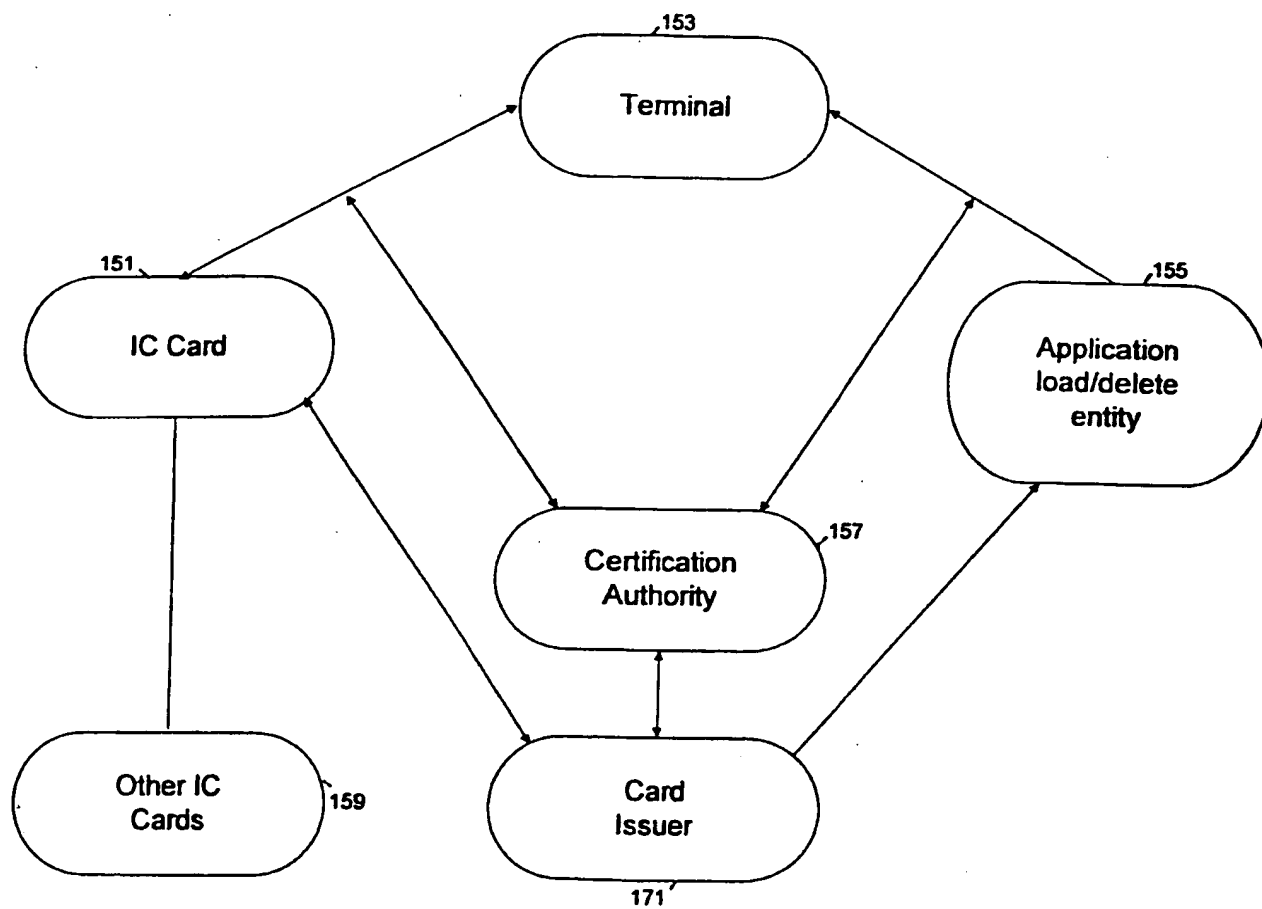 153
Terminal
151
IC Card
155
Application
load/delete
entity
157
Certification
Authority
Other IC
Cards
159
Card
Issuer
171